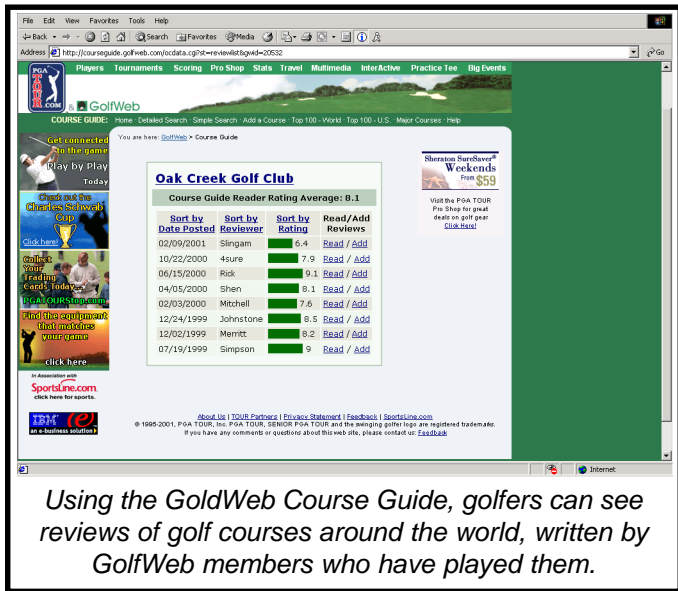 File Edit View Favorites Tools Help
Back Search Favorites Media
Address http://courseguide.golfweb.com/ocdata.cgi?st=reviewlist&gwid=20532 Go
PGA TOUR .COM
Players Tournaments Scoring Pro Shop Stats Travel Multimedia InterActive Practice Tee Big Events
& GolfWeb
COURSE GUIDE: Home · Detailed Search · Simple Search · Add a Course · Top 100 - World · Top 100 - U.S. · Major Courses · Help
You are here: GolfWeb > Course Guide
Get connected
to the game
Play by Play
Today
Check out the
Charles Schwab
Cup
Click here!
Collect
Your
Trading
Cards Today...
PGATOURStop.com
Find the equipment
that matches
your game
click here
In Association with
SportsLine.com
click here for sports.
IBM
an e-business solution
Oak Creek Golf Club
Course Guide Reader Rating Average: 8.1
Sort by Date Posted Sort by Reviewer Sort by Rating Read/Add Reviews
02/09/2001 Slingam 6.4 Read / Add
10/22/2000 4sure 7.9 Read / Add
06/15/2000 Rick 9.1 Read / Add
04/05/2000 Shen 8.1 Read / Add
02/03/2000 Mitchell 7.6 Read / Add
12/24/1999 Johnstone 8.5 Read / Add
12/02/1999 Merritt 8.2 Read / Add
07/19/1999 Simpson 9 Read / Add
Sheraton SureSaver®
Weekends
From $59
Visit the PGA TOUR
Pro Shop for great
deals on golf gear
Click Here!
About Us | TOUR Partners | Privacy Statement | Feedback | SportsLine.com
© 1995-2001, PGA TOUR, Inc. PGA TOUR, SENIOR PGA TOUR and the swinging golfer logo are registered trademarks.
If you have any comments or questions about this web site, please contact us: Feedback
Internet
Using the GoldWeb Course Guide, golfers can see
reviews of golf courses around the world, written by
GolfWeb members who have played them.